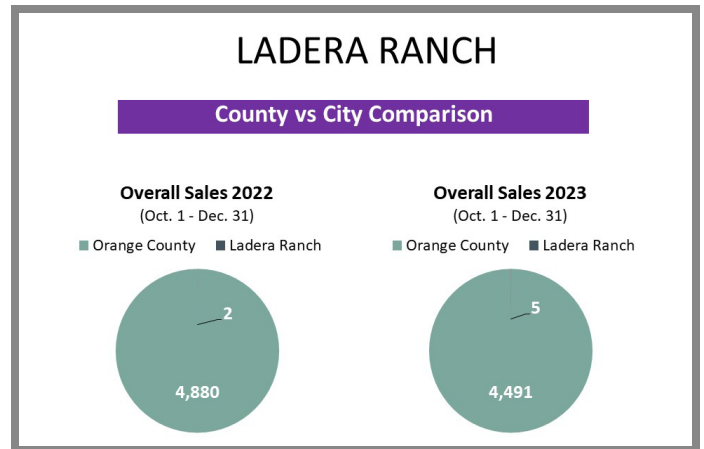 LADERA RANCH
County vs City Comparison
Overall Sales 2022
(Oct. 1 - Dec. 31)
Orange County Ladera Ranch
2
4,880
Overall Sales 2023
(Oct. 1 - Dec. 31)
Orange County Ladera Ranch
5
4,491